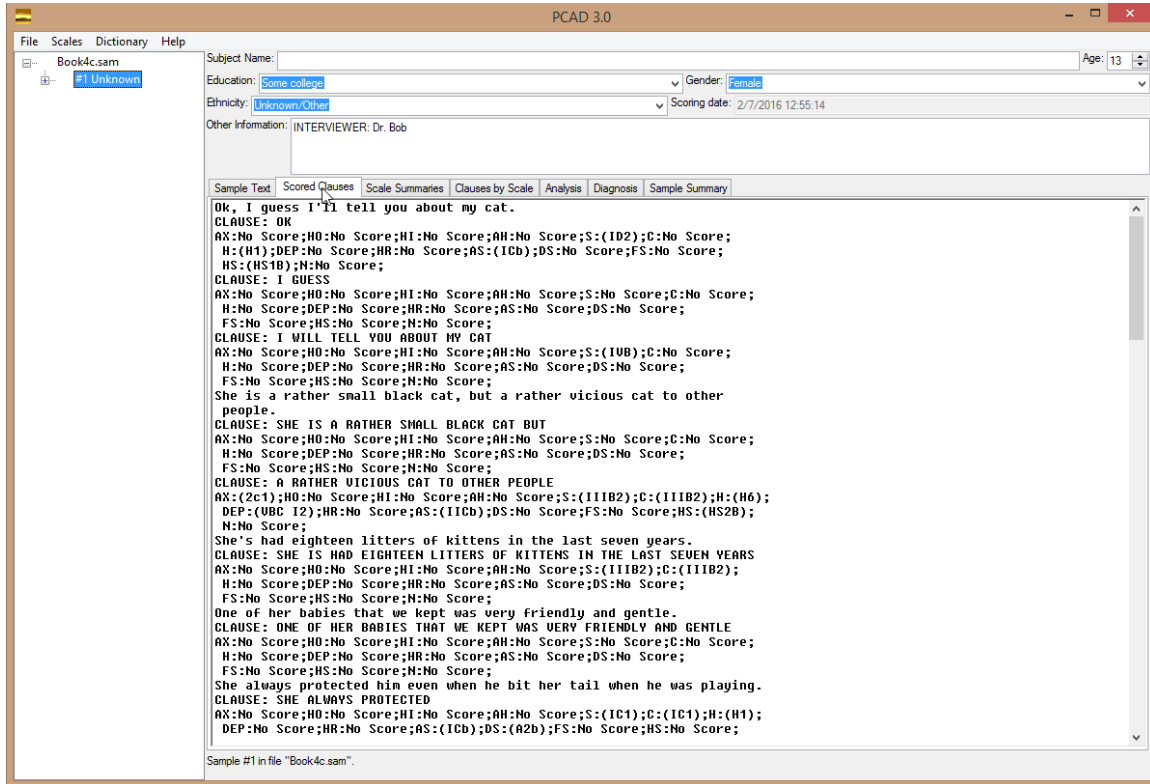 PCAD 3.0
File Scales Dictionary Help
Book4c.sam
#1 Unknown
Subject Name:
Age: 13
Education: Some college
Gender: Female
Ethnicity: Unknown/Other
Scoring date: 2/7/2016 12:55:14
Other Information: INTERVIEWER: Dr. Bob
Sample Text Scored Clauses Scale Summaries Clauses by Scale Analysis Diagnosis Sample Summary
Ok, I guess I'll tell you about my cat.
CLAUSE: OK
AX:No Score;HO:No Score;HI:No Score;AH:No Score;S:(ID2);C:No Score;
H:(H1);DEP:No Score;HR:No Score;AS:(ICb);DS:No Score;FS:No Score;
HS:(HS1B);N:No Score;
CLAUSE: I GUESS
AX:No Score;HO:No Score;HI:No Score;AH:No Score;S:No Score;C:No Score;
H:No Score;DEP:No Score;HR:No Score;AS:No Score;DS:No Score;
FS:No Score;HS:No Score;N:No Score;
CLAUSE: I WILL TELL YOU ABOUT MY CAT
AX:No Score;HO:No Score;HI:No Score;AH:No Score;S:(IVB);C:No Score;
H:No Score;DEP:No Score;HR:No Score;AS:No Score;DS:No Score;
FS:No Score;HS:No Score;N:No Score;
She is a rather small black cat, but a rather vicious cat to other
people.
CLAUSE: SHE IS A RATHER SMALL BLACK CAT BUT
AX:No Score;HO:No Score;HI:No Score;AH:No Score;S:No Score;C:No Score;
H:No Score;DEP:No Score;HR:No Score;AS:No Score;DS:No Score;
FS:No Score;HS:No Score;N:No Score;
CLAUSE: A RATHER VICIOUS CAT TO OTHER PEOPLE
AX:(2c1);HO:No Score;HI:No Score;AH:No Score;S:(IIIB2);C:(IIIB2);H:(H6);
DEP:(VBC I2);HR:No Score;AS:(IICb);DS:No Score;FS:No Score;HS:(HS2B);
N:No Score;
She's had eighteen litters of kittens in the last seven years.
CLAUSE: SHE IS HAD EIGHTEEN LITTERS OF KITTENS IN THE LAST SEVEN YEARS
AX:No Score;HO:No Score;HI:No Score;AH:No Score;S:(IIIB2);C:(IIIB2);
H:No Score;DEP:No Score;HR:No Score;AS:No Score;DS:No Score;
FS:No Score;HS:No Score;N:No Score;
One of her babies that we kept was very friendly and gentle.
CLAUSE: ONE OF HER BABIES THAT WE KEPT WAS VERY FRIENDLY AND GENTLE
AX:No Score;HO:No Score;HI:No Score;AH:No Score;S:No Score;C:No Score;
H:No Score;DEP:No Score;HR:No Score;AS:No Score;DS:No Score;
FS:No Score;HS:No Score;N:No Score;
She always protected him even when he bit her tail when he was playing.
CLAUSE: SHE ALWAYS PROTECTED
AX:No Score;HO:No Score;HI:No Score;AH:No Score;S:(IC1);C:(IC1);H:(H1);
DEP:No Score;HR:No Score;AS:(ICb);DS:(A2b);FS:No Score;HS:No Score;
Sample #1 in file "Book4c.sam".